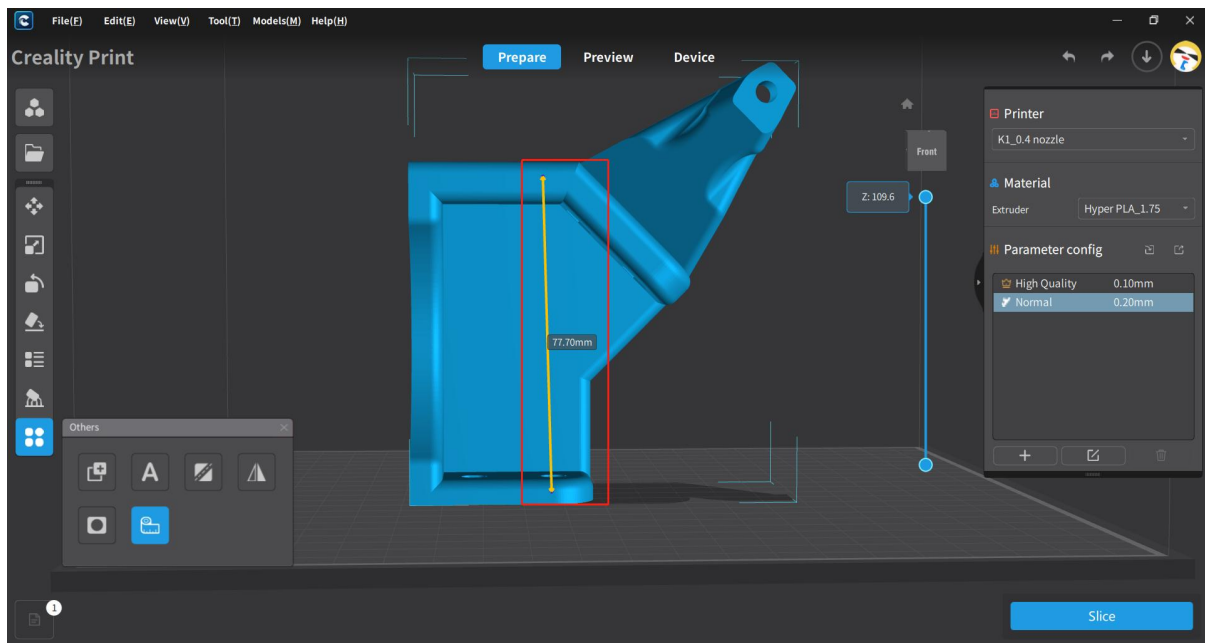 File(F) Edit(E) View(V) Tool(T) Models(M) Help(H)
Creality Print
Prepare Preview Device
Front
Z: 109.6
77.70mm
Printer
K1_0.4 nozzle
Material
Extruder Hyper PLA_1.75
Parameter config
High Quality 0.10mm
Normal 0.20mm
Others
A
1
Slice